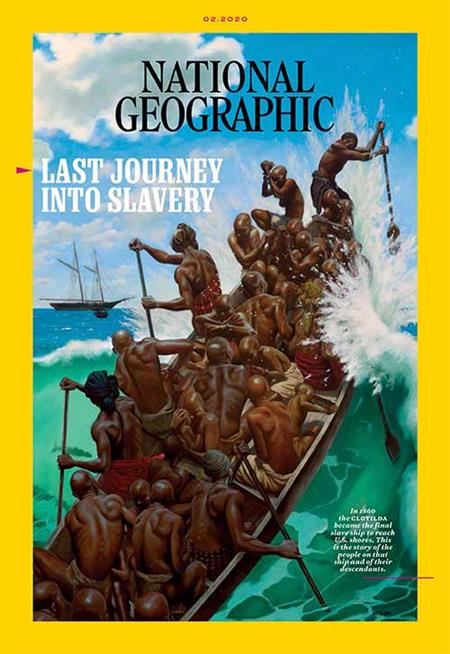 02.2020
NATIONAL
GEOGRAPHIC
LAST JOURNEY
INTO SLAVERY
In 1860
the CLOTILDA
became the final
slave ship to reach
U.S. shores. This
is the story of the
people on that
ship and of their
descendants.